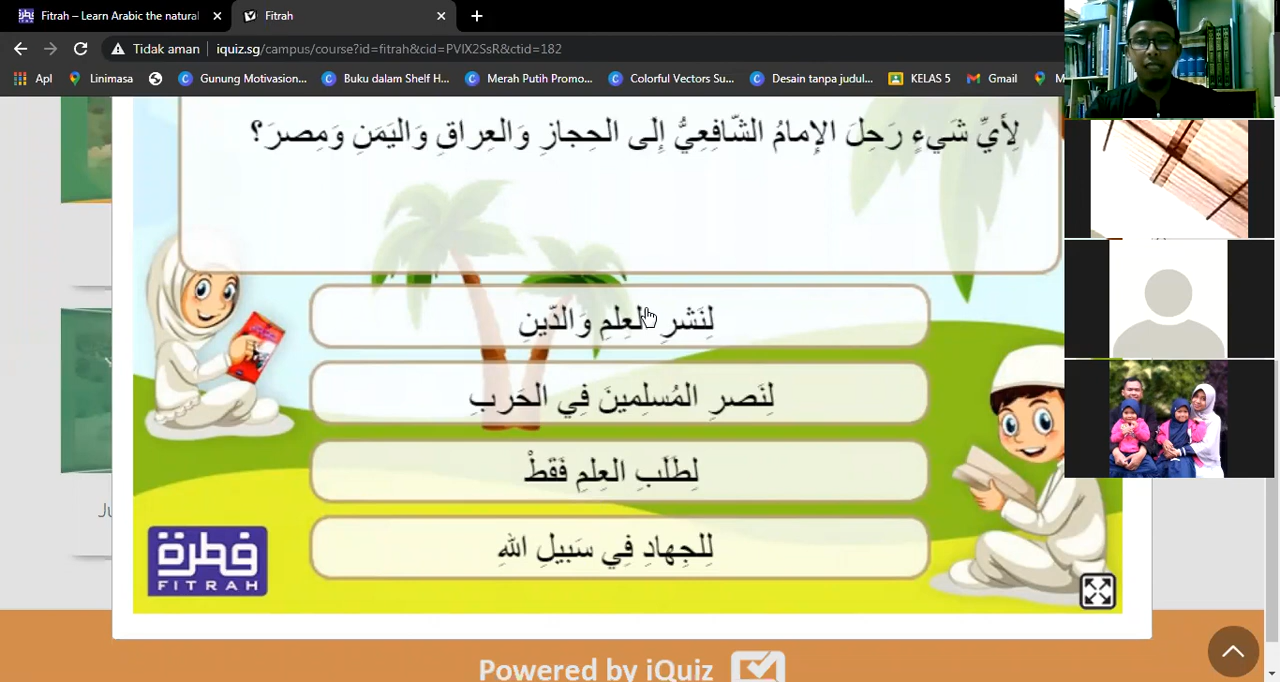 Fitrah – Learn Arabic the natural
Fitrah
Tidak aman
iquiz.sg/campus/course?id=fitrah&cid=PVIX2SsR&ctid=182
Apl
Linimasa
Gunung Motivasion...
Buku dalam Shelf H...
Merah Putih Promo...
Colorful Vectors Su...
Desain tanpa judul...
KELAS 5
Gmail
M
لِأَيِّ شَيءٍ رَحِلَ الإِمامُ الشّافِعِيُّ إِلى الحِجازِ وَالعِراقِ وَاليَمَنِ وَمِصرَ؟
لِنَشرِ العِلمِ وَالدّينِ
لِنَصرِ المُسلِمينَ فِي الحَربِ
لِطَلَبِ العِلمِ فَقَطْ
لِلجِهادِ فِي سَبيلِ اللهِ
فطرة
FITRAH
Ju
Powered by iQuiz